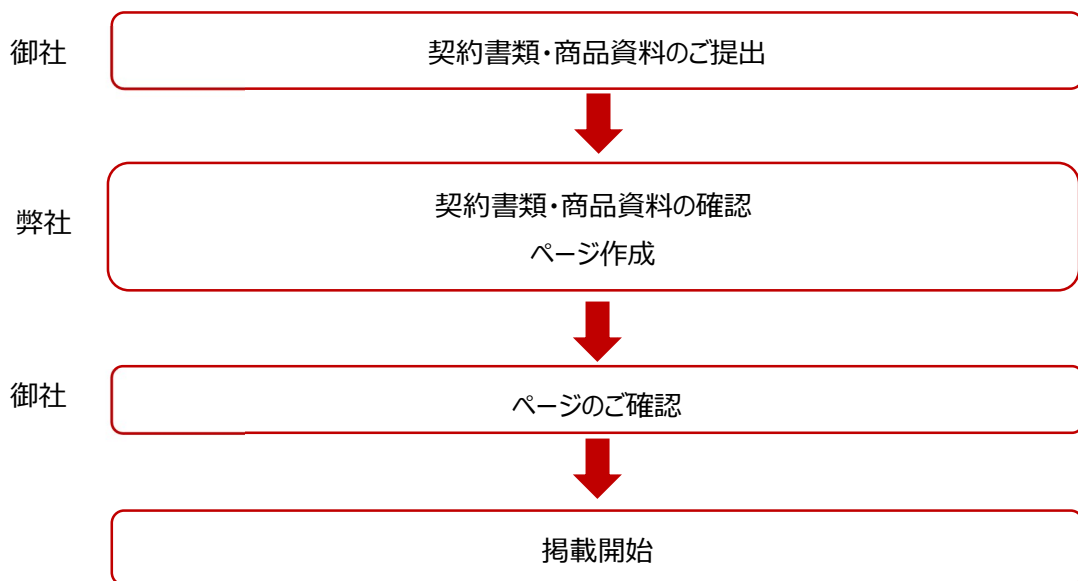 御社
契約書類・商品資料のご提出
弊社
契約書類・商品資料の確認
ページ作成
御社
ページのご確認
掲載開始